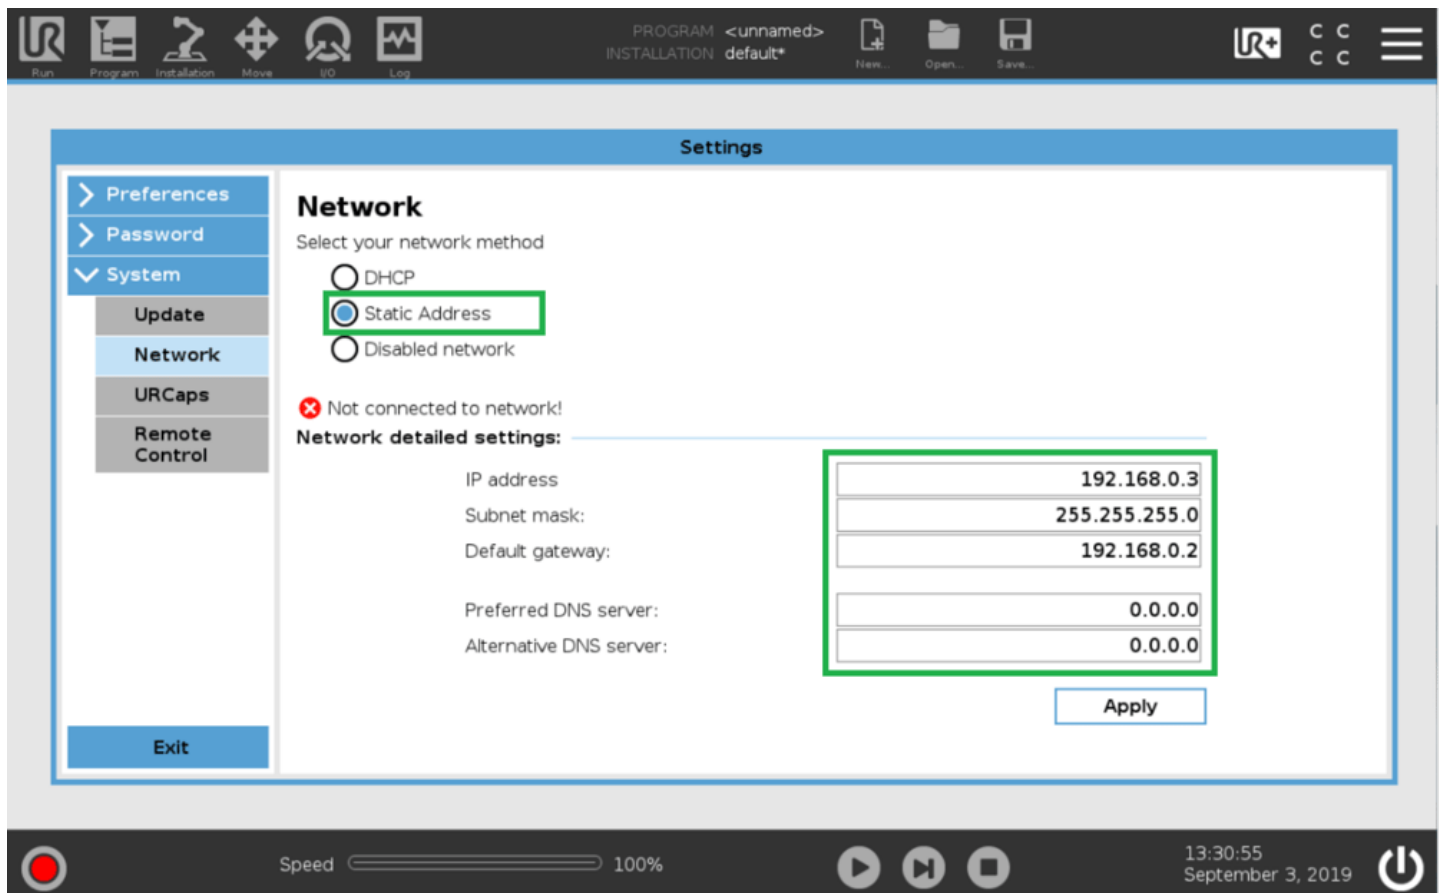 UR
Run
Program
Installation
Move
I/O
Log
PROGRAM <unnamed>
INSTALLATION default*
New...
Open...
Save...
UR+
C C
C C
Settings
Preferences
Password
System
Update
Network
URCaps
Remote
Control
Exit
Network
Select your network method
DHCP
Static Address
Disabled network
Not connected to network!
Network detailed settings:
IP address 192.168.0.3
Subnet mask: 255.255.255.0
Default gateway: 192.168.0.2
Preferred DNS server: 0.0.0.0
Alternative DNS server: 0.0.0.0
Apply
Speed 100%
13:30:55
September 3, 2019